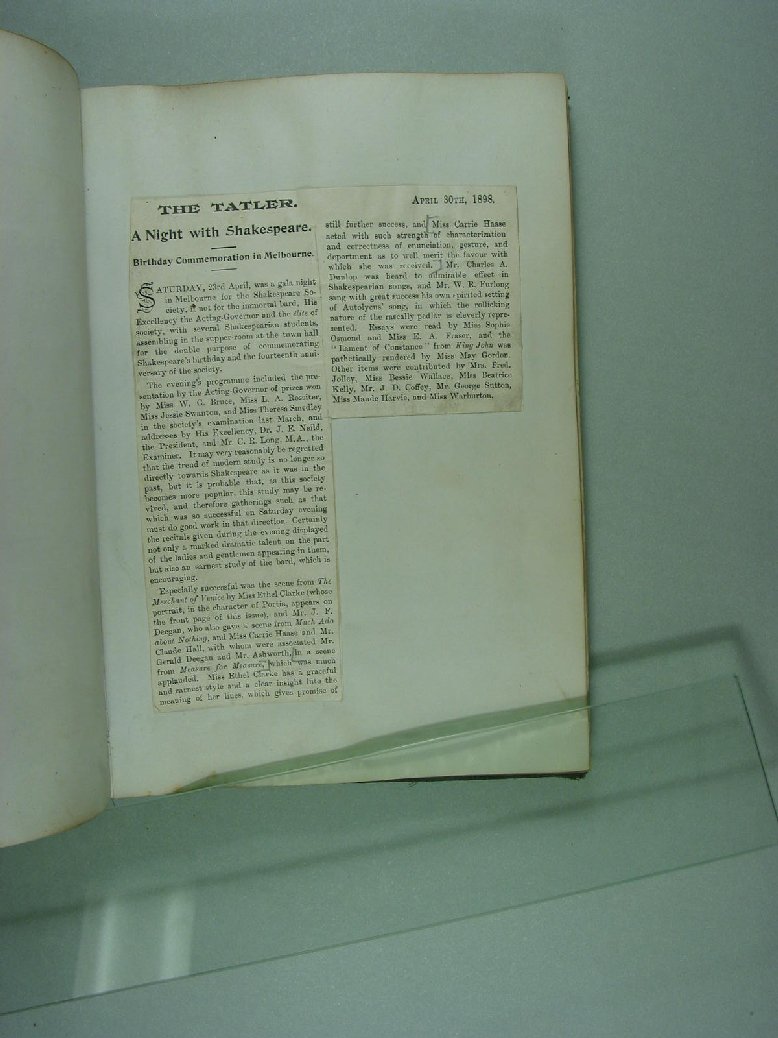 THE TATLER.
APRIL 30TH, 1898.
A Night with Shakespeare.
Birthday Commemoration in Melbourne.
SATURDAY, 23rd April, was a gala night
in Melbourne for the Shakespeare So-
ciety, if not for the immortal bard, His
Excellency the Acting-Governor and the élite of
society, with several Shakespearian students,
assembling in the supper-room at the town hall
for the double purpose of commemorating
Shakespeare's birthday and the fourteenth anni-
versary of the society.
The evening's programme included the pre-
sentation by the Acting-Governor of prizes won
by Miss W. G. Bruce, Miss L. A. Rossiter,
Miss Jessie Swanton, and Miss Theresa Smedley
in the society's examination last March, and
addresses by His Excellency, Dr. J. E. Neild,
the President, and Mr. C. R. Long, M.A., the
Examiner. It may very reasonably be regretted
that the trend of modern study is no longer so
directly towards Shakespeare as it was in the
past, but it is probable that, as this society
becomes more popular, this study may be re-
vived, and therefore gatherings such as that
which was so successful on Saturday evening
must do good work in that direction. Certainly
the recitals given during the evening displayed
not only a marked dramatic talent on the part
of the ladies and gentlemen appearing in them,
but also an earnest study of the bard, which is
encouraging.
Especially successful was the scene from The
Merchant of Venice by Miss Ethel Clarke (whose
portrait, in the character of Portia, appears on
the front page of this issue), and Mr. J. F.
Deegan, who also gave a scene from Much Ado
about Nothing, and Miss Carrie Haase and Mr.
Claude Hall, with whom were associated Mr.
Gerald Deegan and Mr. Ashworth, in a scene
from Measure for Measure, which was much
applauded. Miss Ethel Clarke has a graceful
and earnest style and a clear insight into the
meaning of her lines, which gives promise of
still further success, and Miss Carrie Haase
acted with such strength of characterization
and correctness of enunciation, gesture, and
deportment as to well merit the favour with
which she was received. Mr. Charles A.
Dunlop was heard to admirable effect in
Shakespearian songs, and Mr. W. R. Furlong
sang with great success his own printed setting
of Autolycus' song, in which the rollicking
nature of the rascally pedlar is cleverly repre-
sented. Essays were read by Miss Sophie
Osmond and Miss E. A. Fraser, and the
"Lament of Constance" from King John was
pathetically rendered by Miss May Gordon.
Other items were contributed by Mrs. Fred.
Jolley, Miss Bessie Wallace, Miss Beatrice
Kelly, Mr. J. D. Coffey, Mr. George Sutton,
Miss Maude Harvie, and Miss Warburton.